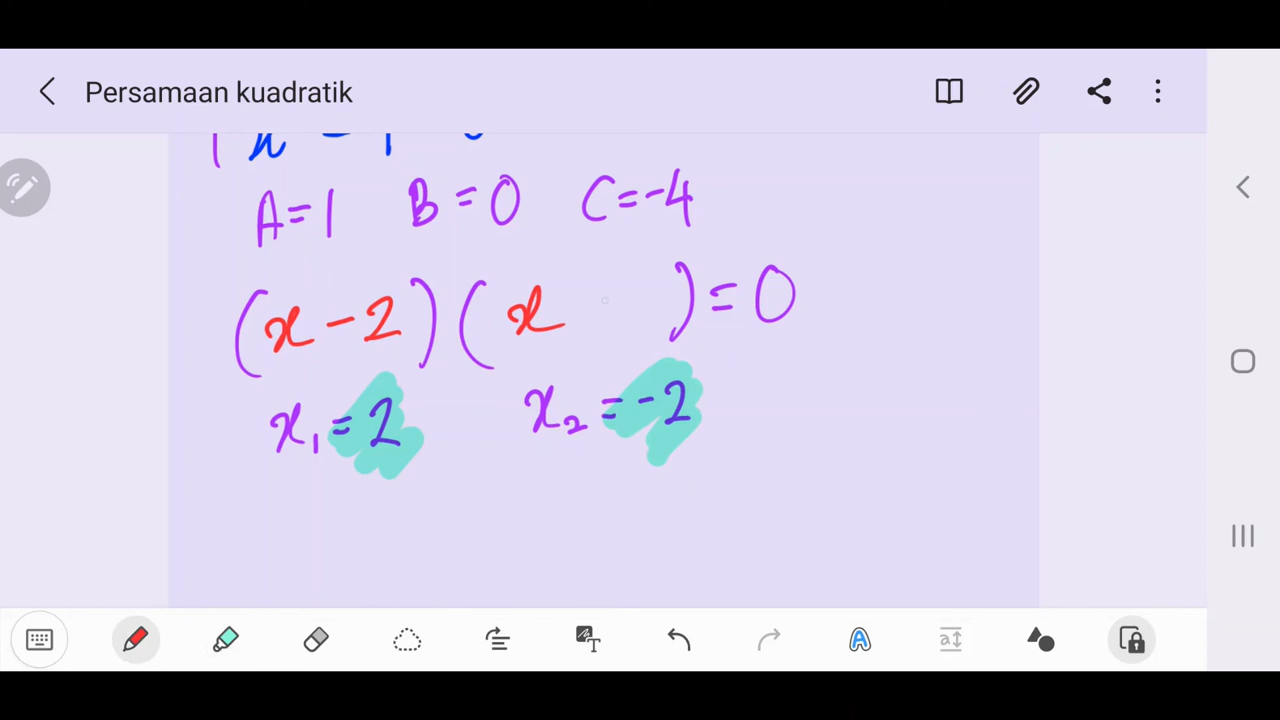 Persamaan kuadratik
A=1 B=0 C=-4
(x-2)(x )=0
x₁=2 x₂=-2